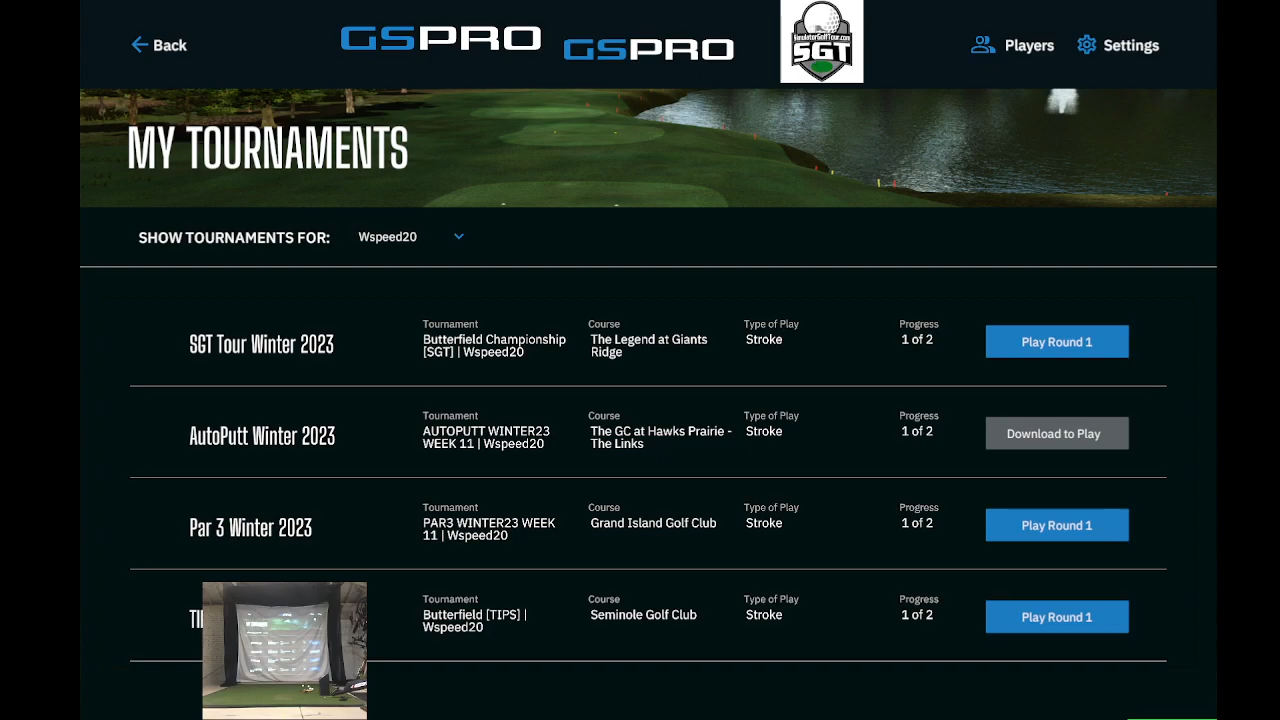 Back
GSPRO
GSPRO
SimulatorGolfTour.com
SGT
Players
Settings
MY TOURNAMENTS
SHOW TOURNAMENTS FOR: Wspeed20
SGT Tour Winter 2023
Tournament
Butterfield Championship
[SGT] | Wspeed20
Course
The Legend at Giants
Ridge
Type of Play
Stroke
Progress
1 of 2
Play Round 1
AutoPutt Winter 2023
Tournament
AUTOPUTT WINTER23
WEEK 11 | Wspeed20
Course
The GC at Hawks Prairie -
The Links
Type of Play
Stroke
Progress
1 of 2
Download to Play
Par 3 Winter 2023
Tournament
PAR3 WINTER23 WEEK
11 | Wspeed20
Course
Grand Island Golf Club
Type of Play
Stroke
Progress
1 of 2
Play Round 1
Tournament
Butterfield [TIPS] |
Wspeed20
Course
Seminole Golf Club
Type of Play
Stroke
Progress
1 of 2
Play Round 1